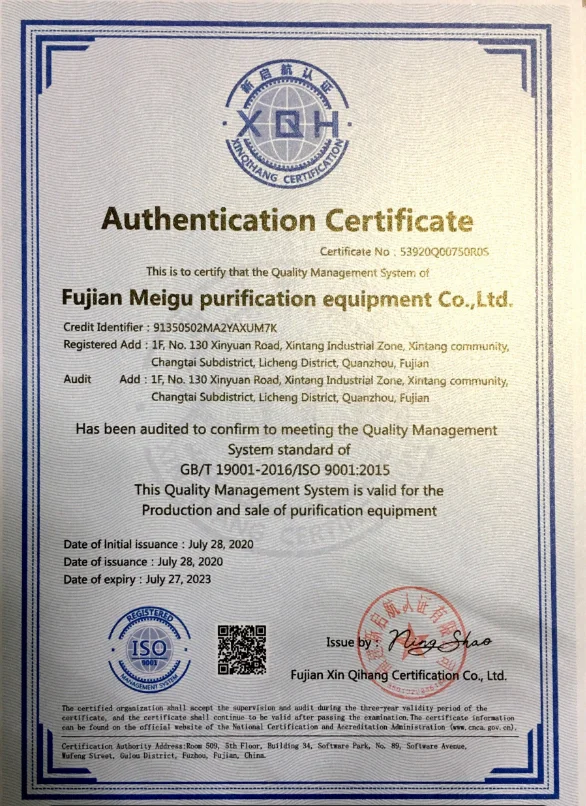 新启航认证
XQH
XINQIHANG CERTIFICATION
Authentication Certificate
Certificate No : 53920Q00750R0S
This is to certify that the Quality Management System of
Fujian Meigu purification equipment Co.,Ltd.
Credit Identifier : 91350502MA2YAXUM7K
Registered Add : 1F, No. 130 Xinyuan Road, Xintang Industrial Zone, Xintang community,
Changtai Subdistrict, Licheng District, Quanzhou, Fujian
Audit Add : 1F, No. 130 Xinyuan Road, Xintang Industrial Zone, Xintang community,
Changtai Subdistrict, Licheng District, Quanzhou, Fujian
Has been audited to confirm to meeting the Quality Management
System standard of
GB/T 19001-2016/ISO 9001:2015
This Quality Management System is valid for the
Production and sale of purification equipment
Date of Initial issuance : July 28, 2020
Date of issuance : July 28, 2020
Date of expiry : July 27, 2023
REGISTERED
ISO
9001
MANAGEMENT SYSTEM
Issue by : Ning Shao
新启航认证有限
Fujian Xin Qihang Certification Co., Ltd.
The certified organization shall accept the supervision and audit during the three-year validity period of the
certificate, and the certificate shall continue to be valid after passing the examination.The certificate information
can be found on the official website of the National Certification and Accreditation Administration (www.cnca.gov.cn).
Certification Authority Address:Room 509, 5th Floor, Building 34, Software Park, No. 89, Software Avenue,
Wufeng Street, Gulou District, Fuzhou, Fujian, China.